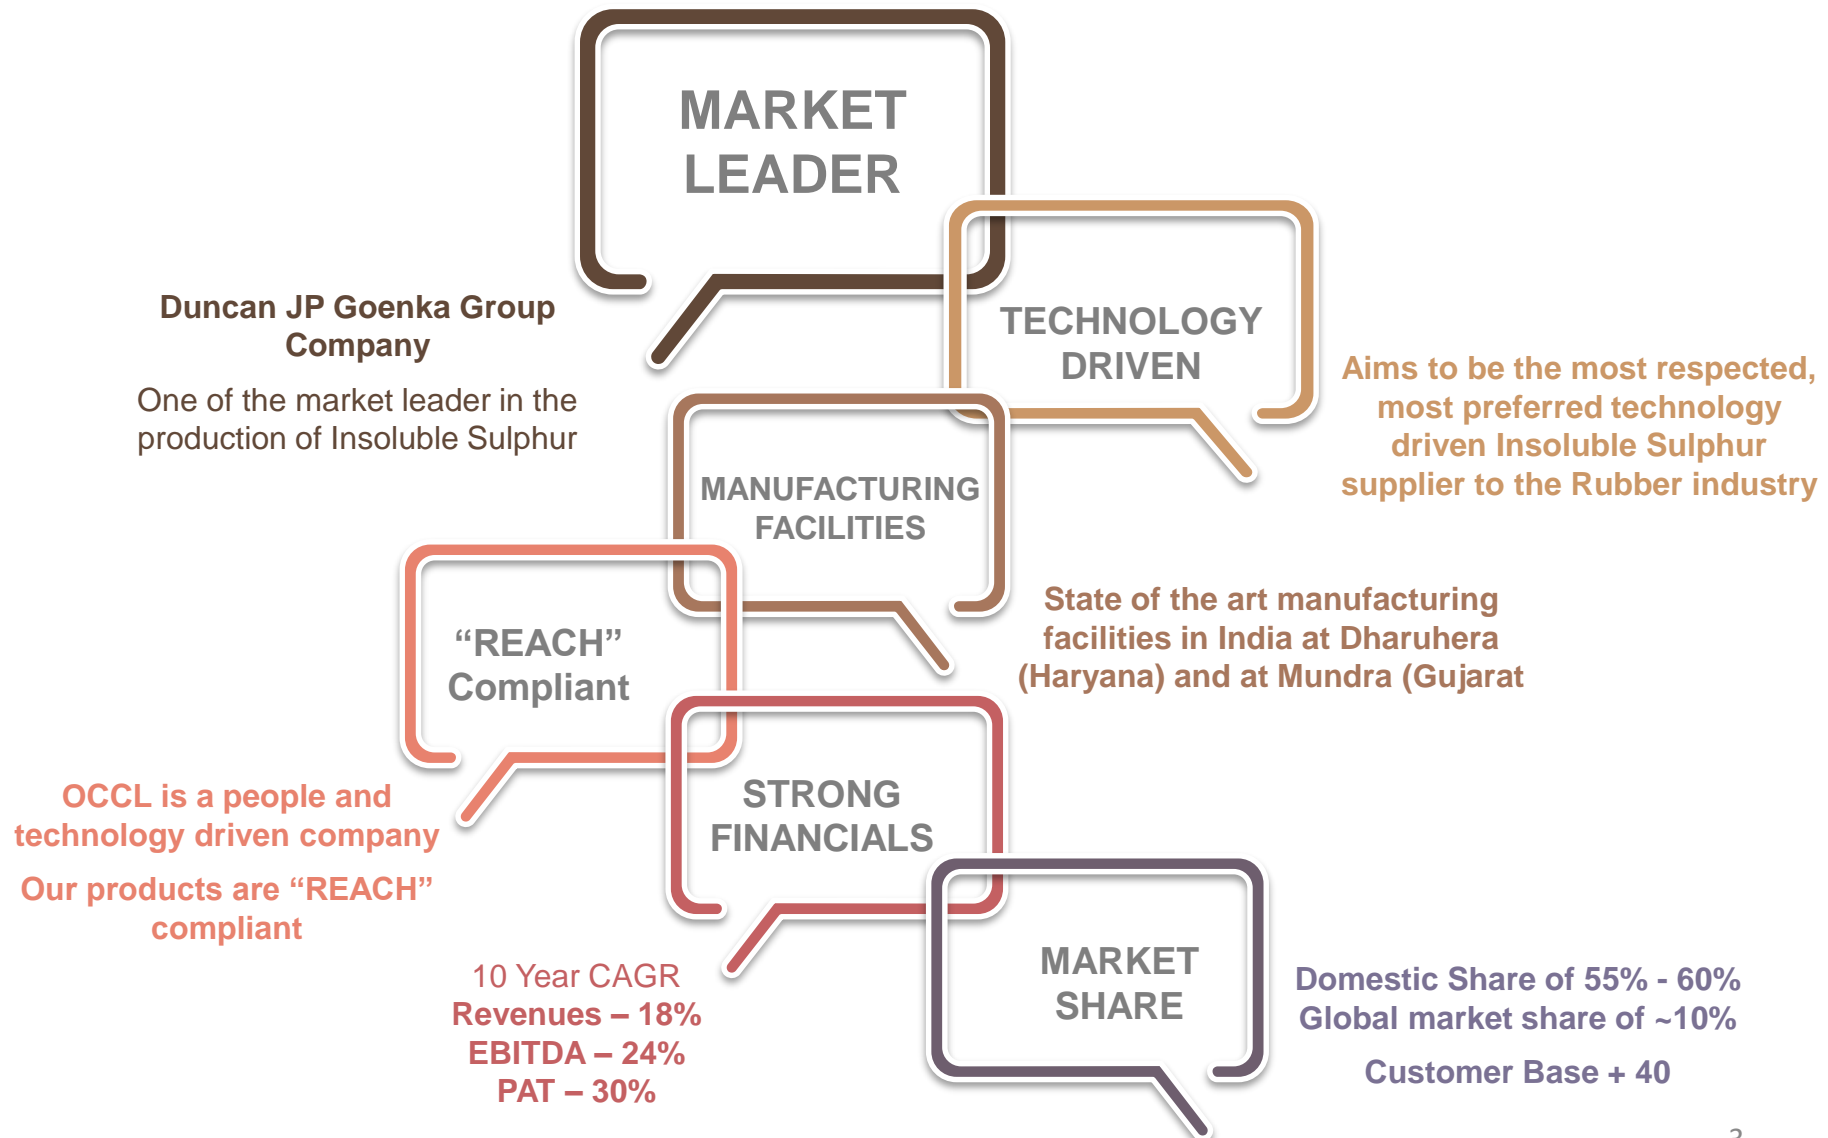 MARKET
LEADER
Duncan JP Goenka Group
Company
One of the market leader in the
production of Insoluble Sulphur
TECHNOLOGY
DRIVEN
Aims to be the most respected,
most preferred technology
driven Insoluble Sulphur
supplier to the Rubber industry
MANUFACTURING
FACILITIES
State of the art manufacturing
facilities in India at Dharuhera
(Haryana) and at Mundra (Gujarat
“REACH”
Compliant
OCCL is a people and
technology driven company
Our products are “REACH”
compliant
STRONG
FINANCIALS
10 Year CAGR
Revenues – 18%
EBITDA – 24%
PAT – 30%
MARKET
SHARE
Domestic Share of 55% - 60%
Global market share of ~10%
Customer Base + 40